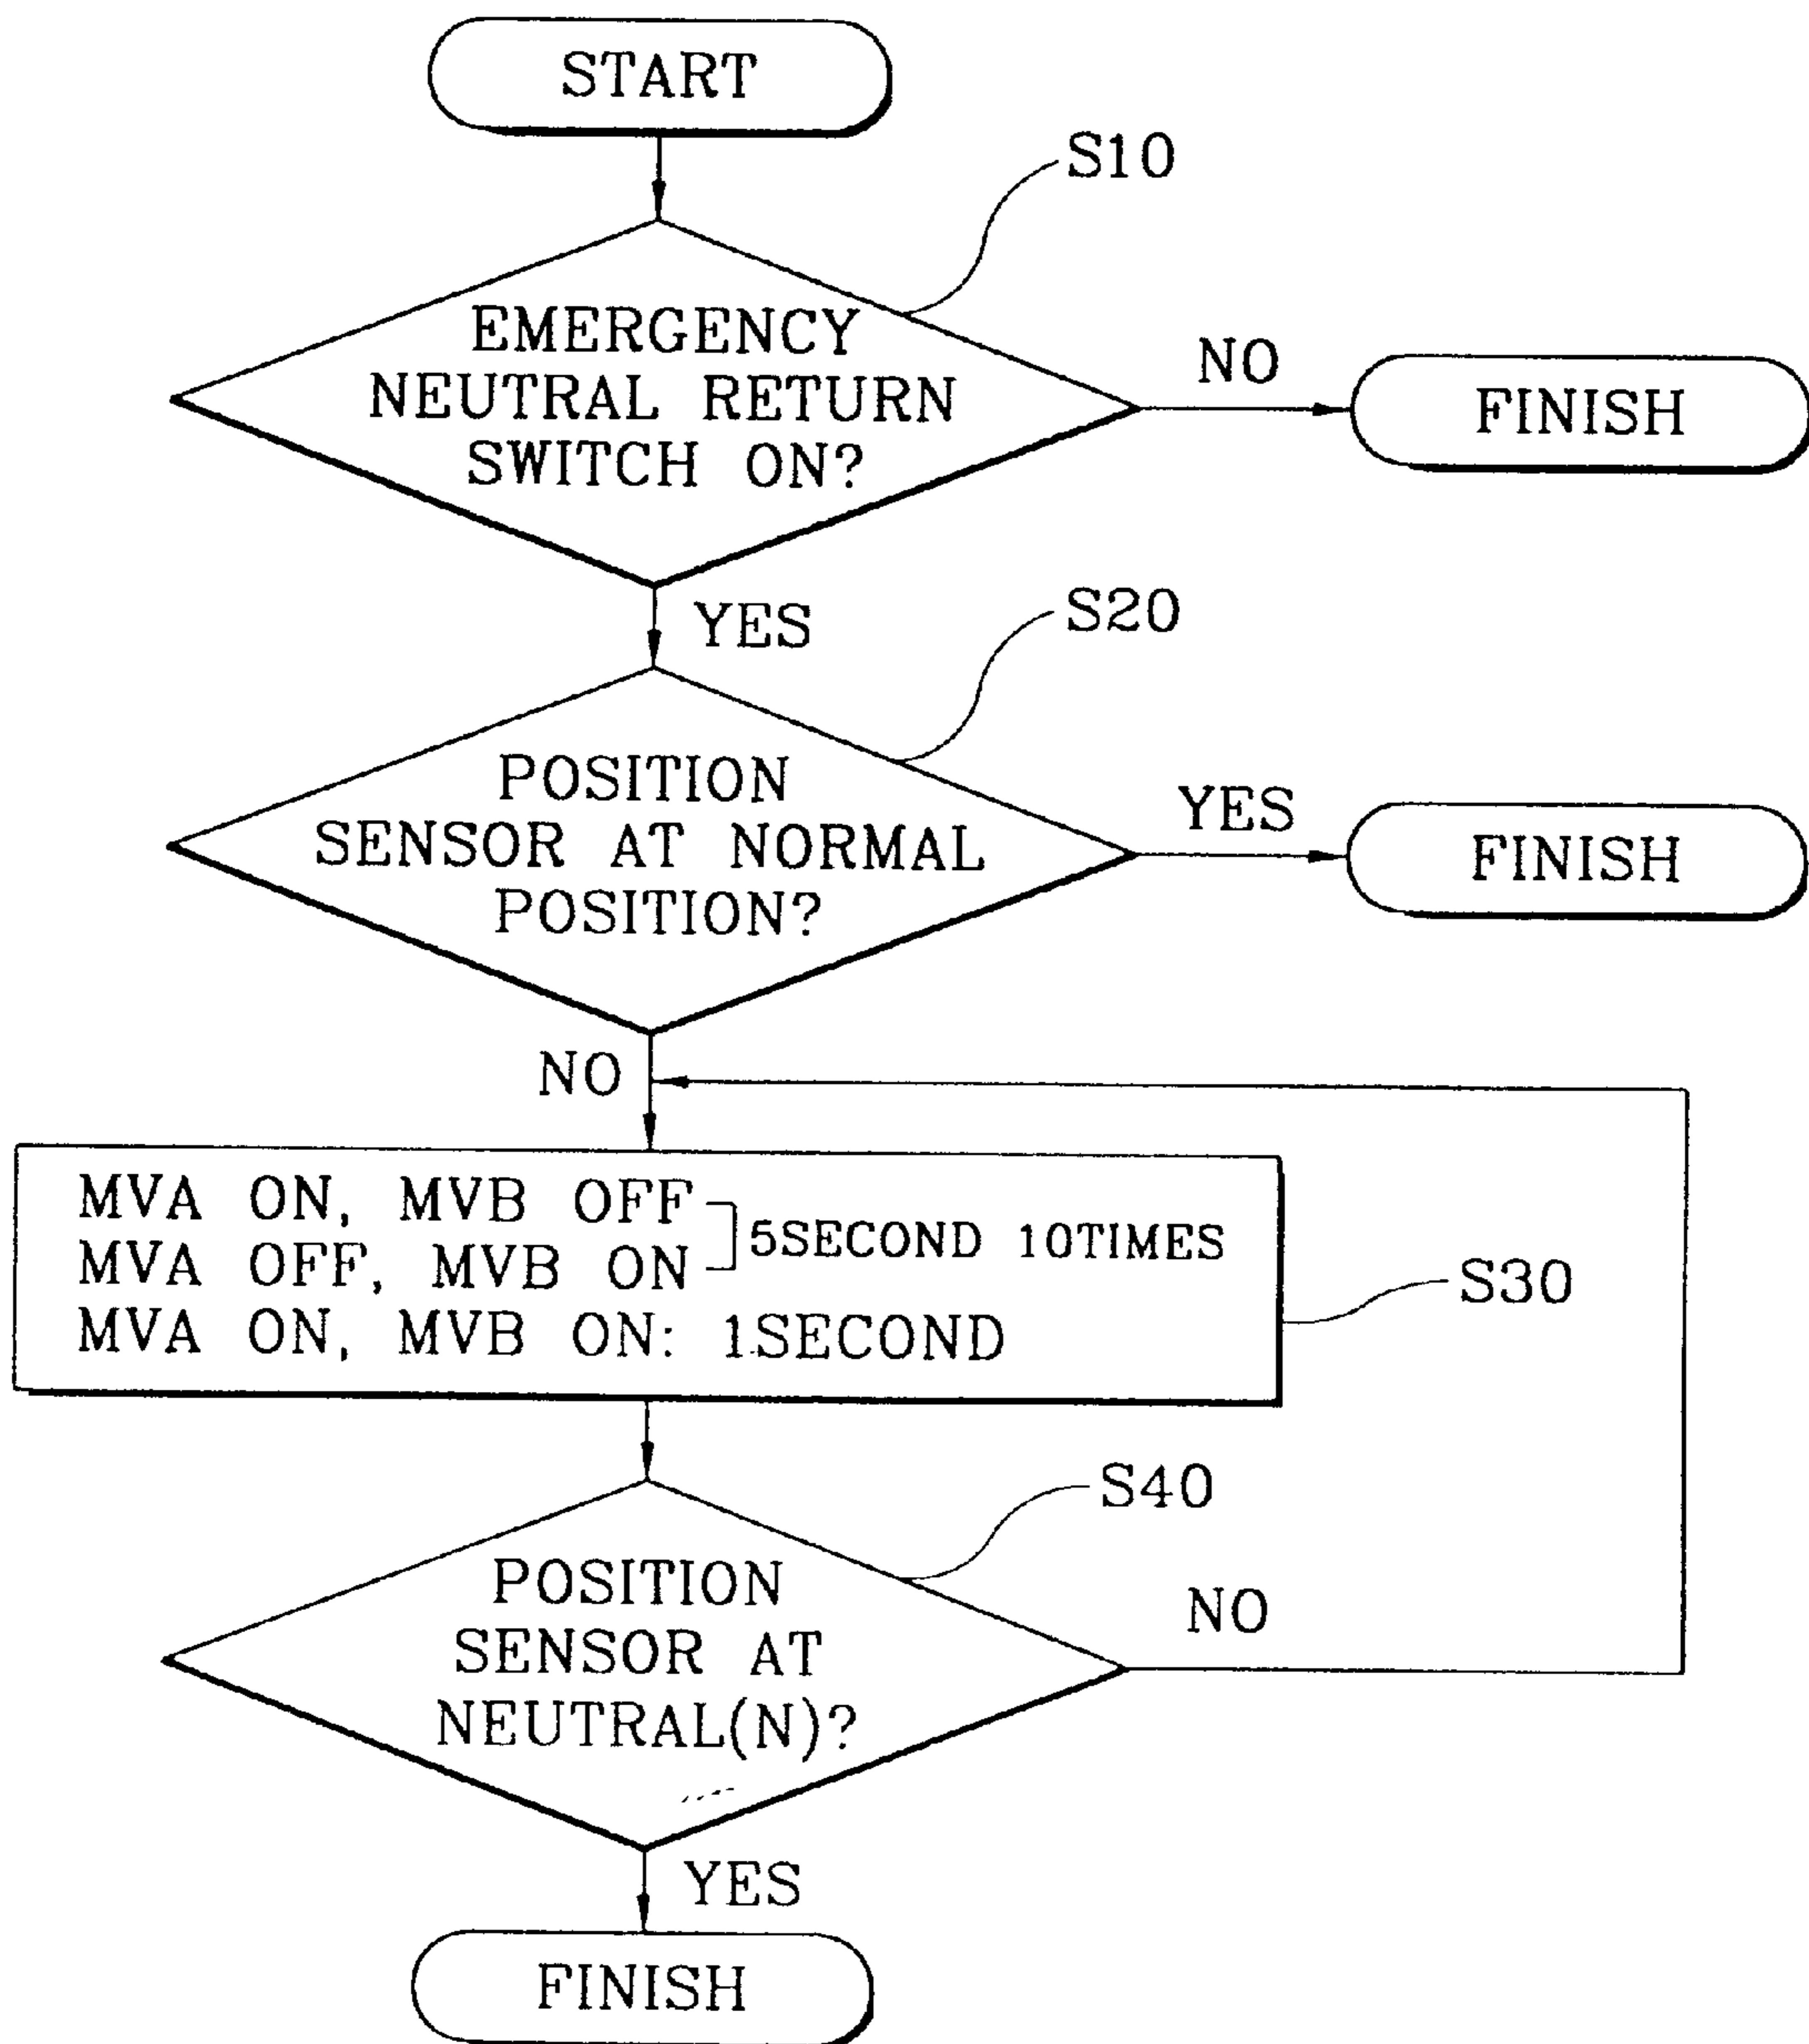 START
S10
EMERGENCY
NEUTRAL RETURN
SWITCH ON?
NO
FINISH
YES
S20
POSITION
SENSOR AT NORMAL
POSITION?
YES
FINISH
NO
MVA ON, MVB OFF
MVA OFF, MVB ON
5SECOND 10TIMES
MVA ON, MVB ON: 1SECOND
S30
S40
POSITION
SENSOR AT
NEUTRAL(N)?
NO
YES
FINISH